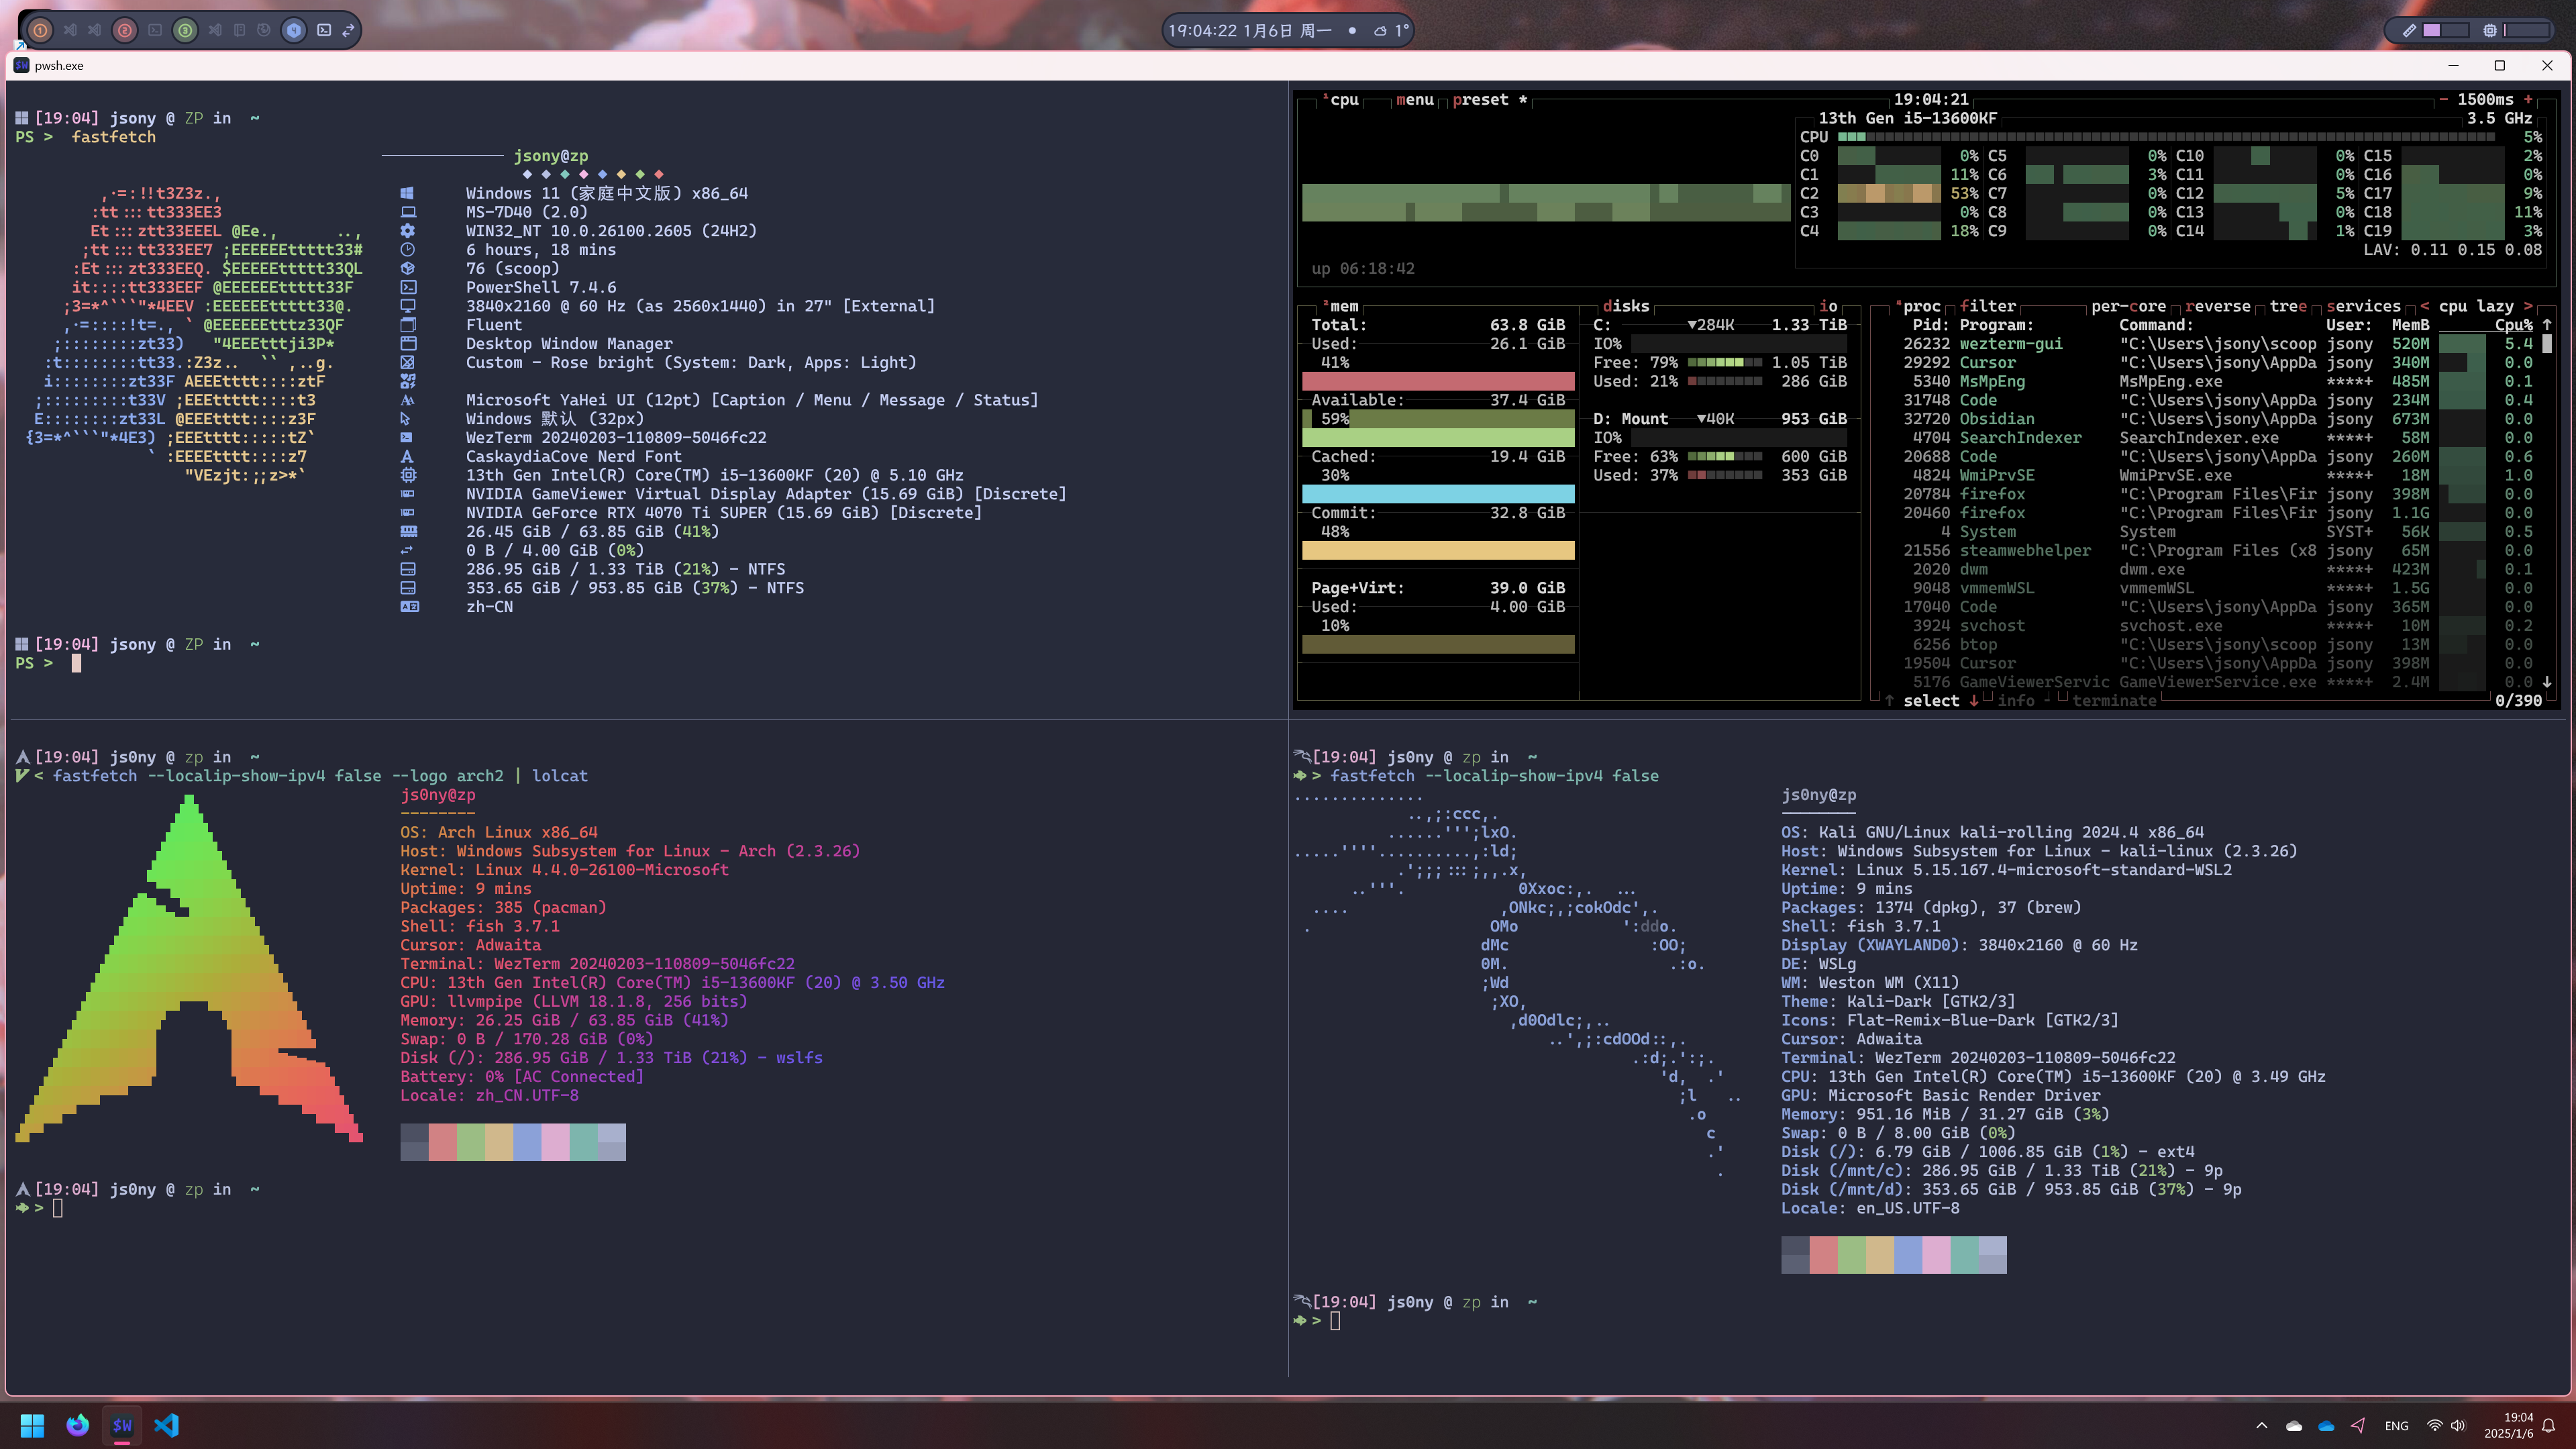 19:04:22 1月6日 周一 1°
pwsh.exe
[19:04] jsony @ ZP in ~
PS > fastfetch
jsony@zp
Windows 11 (家庭中文版) x86_64
MS-7D40 (2.0)
WIN32_NT 10.0.26100.2605 (24H2)
6 hours, 18 mins
76 (scoop)
PowerShell 7.4.6
3840x2160 @ 60 Hz (as 2560x1440) in 27" [External]
Fluent
Desktop Window Manager
Custom - Rose bright (System: Dark, Apps: Light)
Microsoft YaHei UI (12pt) [Caption / Menu / Message / Status]
Windows 默认 (32px)
WezTerm 20240203-110809-5046fc22
CaskaydiaCove Nerd Font
13th Gen Intel(R) Core(TM) i5-13600KF (20) @ 5.10 GHz
NVIDIA GameViewer Virtual Display Adapter (15.69 GiB) [Discrete]
NVIDIA GeForce RTX 4070 Ti SUPER (15.69 GiB) [Discrete]
26.45 GiB / 63.85 GiB (41%)
0 B / 4.00 GiB (0%)
286.95 GiB / 1.33 TiB (21%) - NTFS
353.65 GiB / 953.85 GiB (37%) - NTFS
zh-CN
[19:04] jsony @ ZP in ~
PS >
¹cpu menu preset * 19:04:21 - 1500ms +
13th Gen i5-13600KF 3.5 GHz
CPU 5%
C0 0% C5 0% C10 0% C15 2%
C1 11% C6 3% C11 0% C16 0%
C2 53% C7 0% C12 5% C17 9%
C3 0% C8 0% C13 0% C18 11%
C4 18% C9 0% C14 1% C19 3%
LAV: 0.11 0.15 0.08
up 06:18:42
²mem
Total: 63.8 GiB
Used: 26.1 GiB
41%
Available: 37.4 GiB
59%
Cached: 19.4 GiB
30%
Commit: 32.8 GiB
48%
Page+Virt: 39.0 GiB
Used: 4.00 GiB
10%
disks io
C: ▼284K 1.33 TiB
IO%
Free: 79% 1.05 TiB
Used: 21% 286 GiB
D: Mount ▼40K 953 GiB
IO%
Free: 63% 600 GiB
Used: 37% 353 GiB
⁴proc filter per-core reverse tree services < cpu lazy >
Pid: Program: Command: User: MemB Cpu% ↑
26232 wezterm-gui "C:\Users\jsony\scoop jsony 520M 5.4
29292 Cursor "C:\Users\jsony\AppDa jsony 340M 0.0
5340 MsMpEng MsMpEng.exe ****+ 485M 0.1
31748 Code "C:\Users\jsony\AppDa jsony 234M 0.4
32720 Obsidian "C:\Users\jsony\AppDa jsony 673M 0.0
4704 SearchIndexer SearchIndexer.exe ****+ 58M 0.0
20688 Code "C:\Users\jsony\AppDa jsony 260M 0.6
4824 WmiPrvSE WmiPrvSE.exe ****+ 18M 1.0
20784 firefox "C:\Program Files\Fir jsony 398M 0.0
20460 firefox "C:\Program Files\Fir jsony 1.1G 0.0
4 System System SYST+ 56K 0.5
21556 steamwebhelper "C:\Program Files (x8 jsony 65M 0.0
2020 dwm dwm.exe ****+ 423M 0.1
9048 vmmemWSL vmmemWSL ****+ 1.5G 0.0
17040 Code "C:\Users\jsony\AppDa jsony 365M 0.0
3924 svchost svchost.exe ****+ 10M 0.2
6256 btop "C:\Users\jsony\scoop jsony 13M 0.0
19504 Cursor "C:\Users\jsony\AppDa jsony 398M 0.0
5176 GameViewerServic GameViewerService.exe ****+ 2.4M 0.0 ↓
↑ select ↓ info terminate 0/390
[19:04] js0ny @ zp in ~
< fastfetch --localip-show-ipv4 false --logo arch2 | lolcat
js0ny@zp
--------
OS: Arch Linux x86_64
Host: Windows Subsystem for Linux - Arch (2.3.26)
Kernel: Linux 4.4.0-26100-Microsoft
Uptime: 9 mins
Packages: 385 (pacman)
Shell: fish 3.7.1
Cursor: Adwaita
Terminal: WezTerm 20240203-110809-5046fc22
CPU: 13th Gen Intel(R) Core(TM) i5-13600KF (20) @ 3.50 GHz
GPU: llvmpipe (LLVM 18.1.8, 256 bits)
Memory: 26.25 GiB / 63.85 GiB (41%)
Swap: 0 B / 170.28 GiB (0%)
Disk (/): 286.95 GiB / 1.33 TiB (21%) - wslfs
Battery: 0% [AC Connected]
Locale: zh_CN.UTF-8
[19:04] js0ny @ zp in ~
>
[19:04] js0ny @ zp in ~
> fastfetch --localip-show-ipv4 false
js0ny@zp
--------
OS: Kali GNU/Linux kali-rolling 2024.4 x86_64
Host: Windows Subsystem for Linux - kali-linux (2.3.26)
Kernel: Linux 5.15.167.4-microsoft-standard-WSL2
Uptime: 9 mins
Packages: 1374 (dpkg), 37 (brew)
Shell: fish 3.7.1
Display (XWAYLAND0): 3840x2160 @ 60 Hz
DE: WSLg
WM: Weston WM (X11)
Theme: Kali-Dark [GTK2/3]
Icons: Flat-Remix-Blue-Dark [GTK2/3]
Cursor: Adwaita
Terminal: WezTerm 20240203-110809-5046fc22
CPU: 13th Gen Intel(R) Core(TM) i5-13600KF (20) @ 3.49 GHz
GPU: Microsoft Basic Render Driver
Memory: 951.16 MiB / 31.27 GiB (3%)
Swap: 0 B / 8.00 GiB (0%)
Disk (/): 6.79 GiB / 1006.85 GiB (1%) - ext4
Disk (/mnt/c): 286.95 GiB / 1.33 TiB (21%) - 9p
Disk (/mnt/d): 353.65 GiB / 953.85 GiB (37%) - 9p
Locale: en_US.UTF-8
[19:04] js0ny @ zp in ~
>
ENG
19:04
2025/1/6